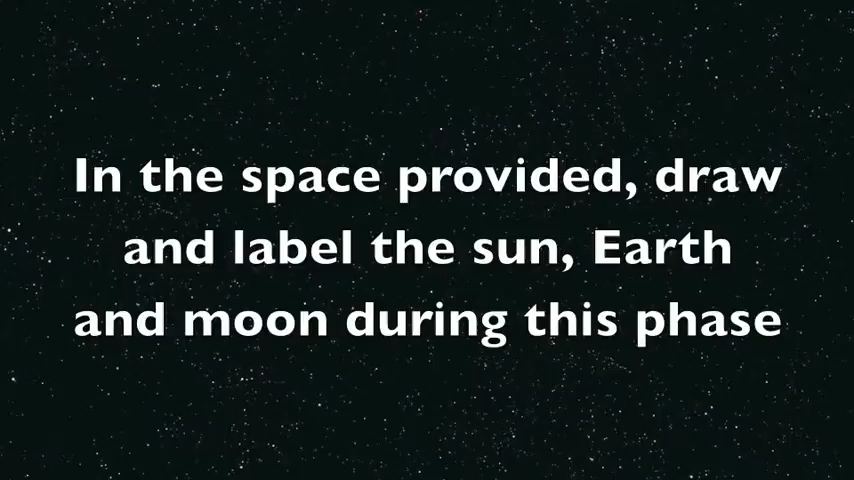 In the space provided, draw
and label the sun, Earth
and moon during this phase